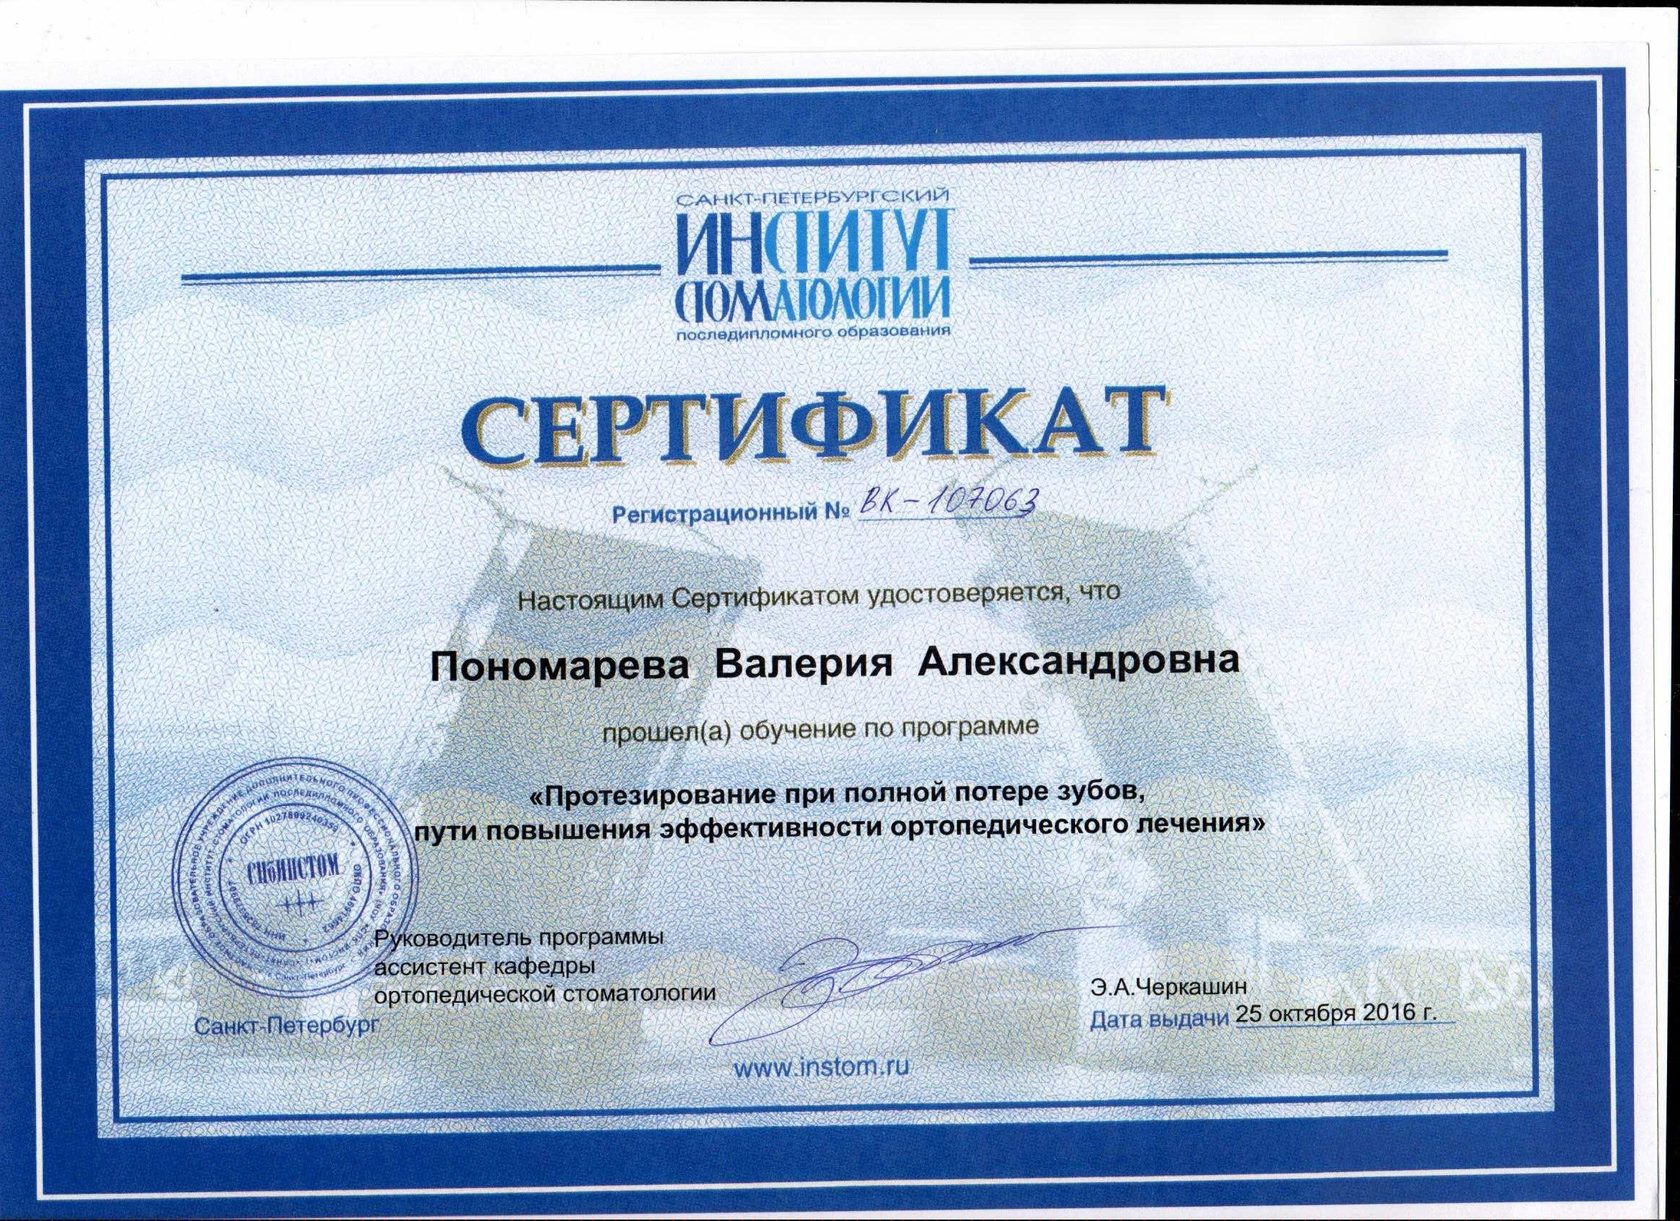 САНКТ-ПЕТЕРБУРГСКИЙ
ИНСТИТУТ
СТОМАТОЛОГИИ
последипломного образования
СЕРТИФИКАТ
Регистрационный № ВК-107063
Настоящим Сертификатом удостоверяется, что
Пономарева Валерия Александровна
прошел(а) обучение по программе
«Протезирование при полной потере зубов,
пути повышения эффективности ортопедического лечения»
СПбИНСТОМ
Руководитель программы
ассистент кафедры
ортопедической стоматологии
Э.А.Черкашин
Санкт-Петербург
Дата выдачи 25 октября 2016 г.
www.instom.ru